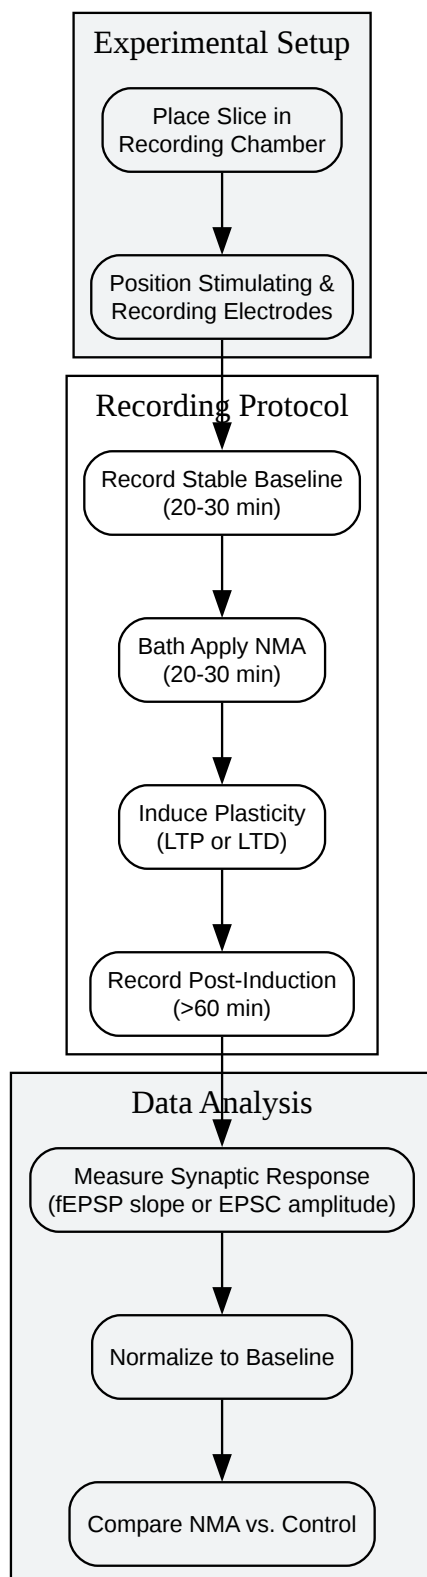 Experimental Setup
Place Slice in
Recording Chamber
Position Stimulating &
Recording Electrodes
Recording Protocol
Record Stable Baseline
(20-30 min)
Bath Apply NMA
(20-30 min)
Induce Plasticity
(LTP or LTD)
Record Post-Induction
(>60 min)
Data Analysis
Measure Synaptic Response
(fEPSP slope or EPSC amplitude)
Normalize to Baseline
Compare NMA vs. Control